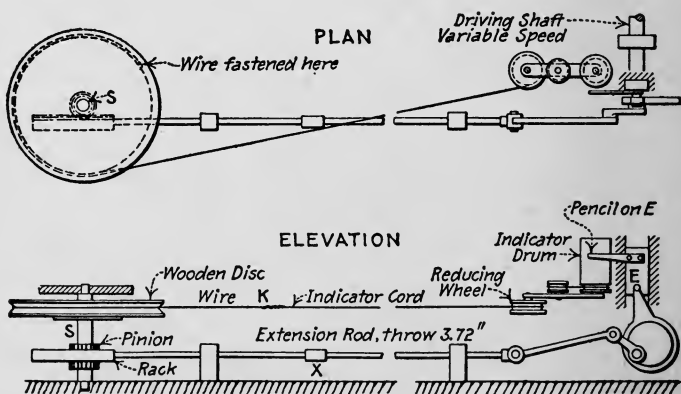 PLAN
Driving Shaft
Variable Speed
Wire fastened here
S
ELEVATION
Pencil on E
Indicator
Drum
E
Wooden Disc
Reducing
Wheel
Wire K Indicator Cord
S
Pinion
Rack
Extension Rod, throw 3.72"
X